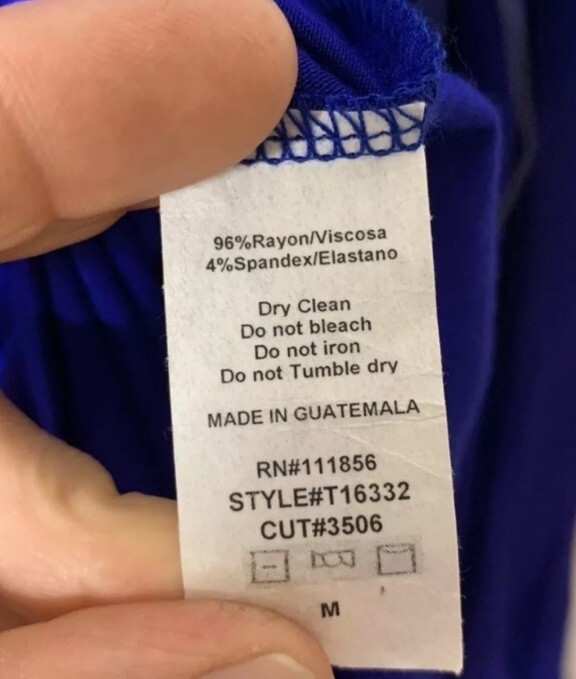 96%Rayon/Viscosa
4%Spandex/Elastano
Dry Clean
Do not bleach
Do not iron
Do not Tumble dry
MADE IN GUATEMALA
RN#111856
STYLE#T16332
CUT#3506
M